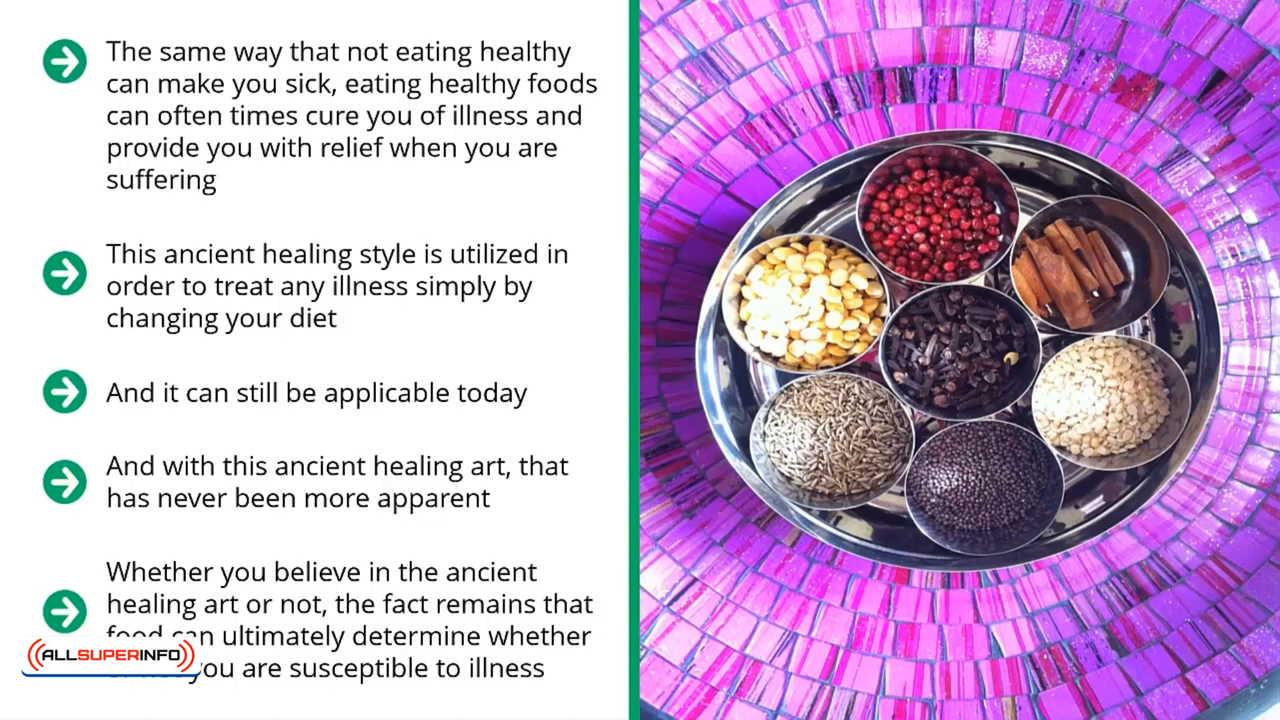 The same way that not eating healthy
can make you sick, eating healthy foods
can often times cure you of illness and
provide you with relief when you are
suffering
This ancient healing style is utilized in
order to treat any illness simply by
changing your diet
And it can still be applicable today
And with this ancient healing art, that
has never been more apparent
Whether you believe in the ancient
healing art or not, the fact remains that
food can ultimately determine whether
you are susceptible to illness
ALLSUPERINFO